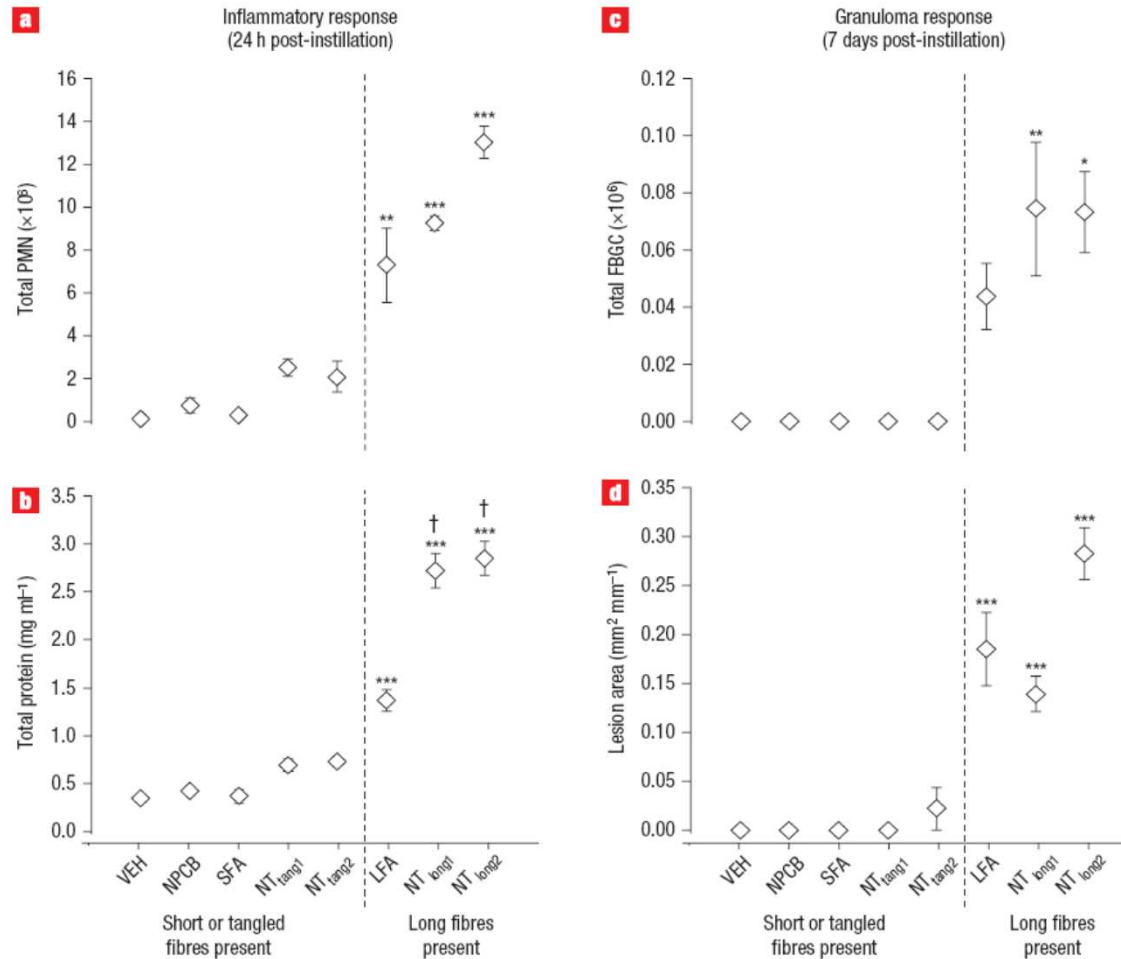 a
Inflammatory response
(24 h post-instillation)
Total PMN (×10⁶)
16
14
12
10
8
6
4
2
0
**
***
***
b
Total protein (mg ml⁻¹)
3.5
3.0
2.5
2.0
1.5
1.0
0.5
0.0
***
†
***
†
***
VEH
NPCB
SFA
NTtang1
NTtang2
LFA
NTlong1
NTlong2
Short or tangled
fibres present
Long fibres
present
c
Granuloma response
(7 days post-instillation)
Total FBGC (×10⁶)
0.12
0.10
0.08
0.06
0.04
0.02
0.00
**
*
d
Lesion area (mm² mm⁻¹)
0.35
0.30
0.25
0.20
0.15
0.10
0.05
0.00
***
***
***
VEH
NPCB
SFA
NTtang1
NTtang2
LFA
NTlong1
NTlong2
Short or tangled
fibres present
Long fibres
present